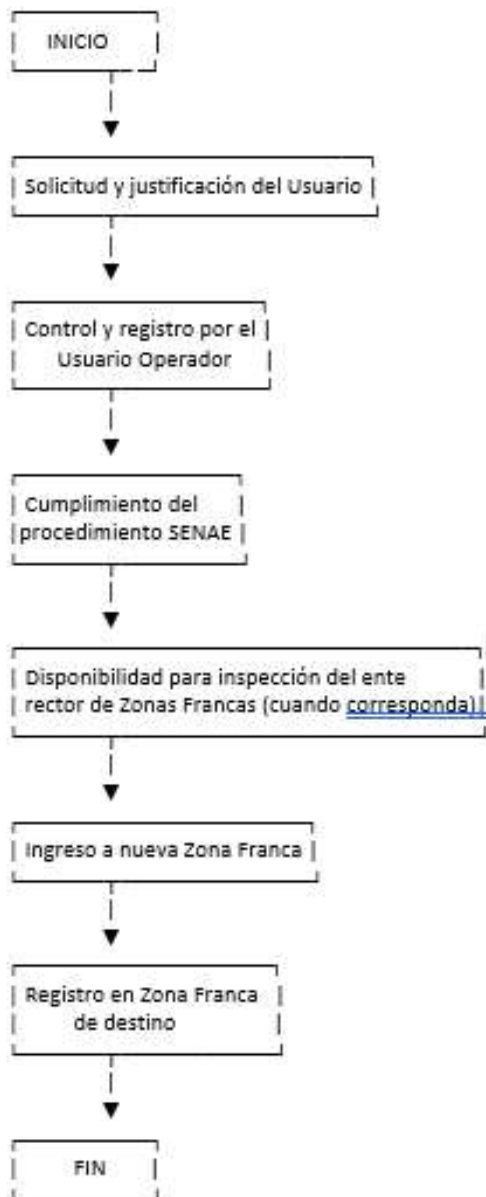 INICIO
Solicitud y justificación del Usuario
Control y registro por el
Usuario Operador
Cumplimiento del
procedimiento SENAE
Disponibilidad para inspección del ente
rector de Zonas Francas (cuando corresponda)
Ingreso a nueva Zona Franca
Registro en Zona Franca
de destino
FIN